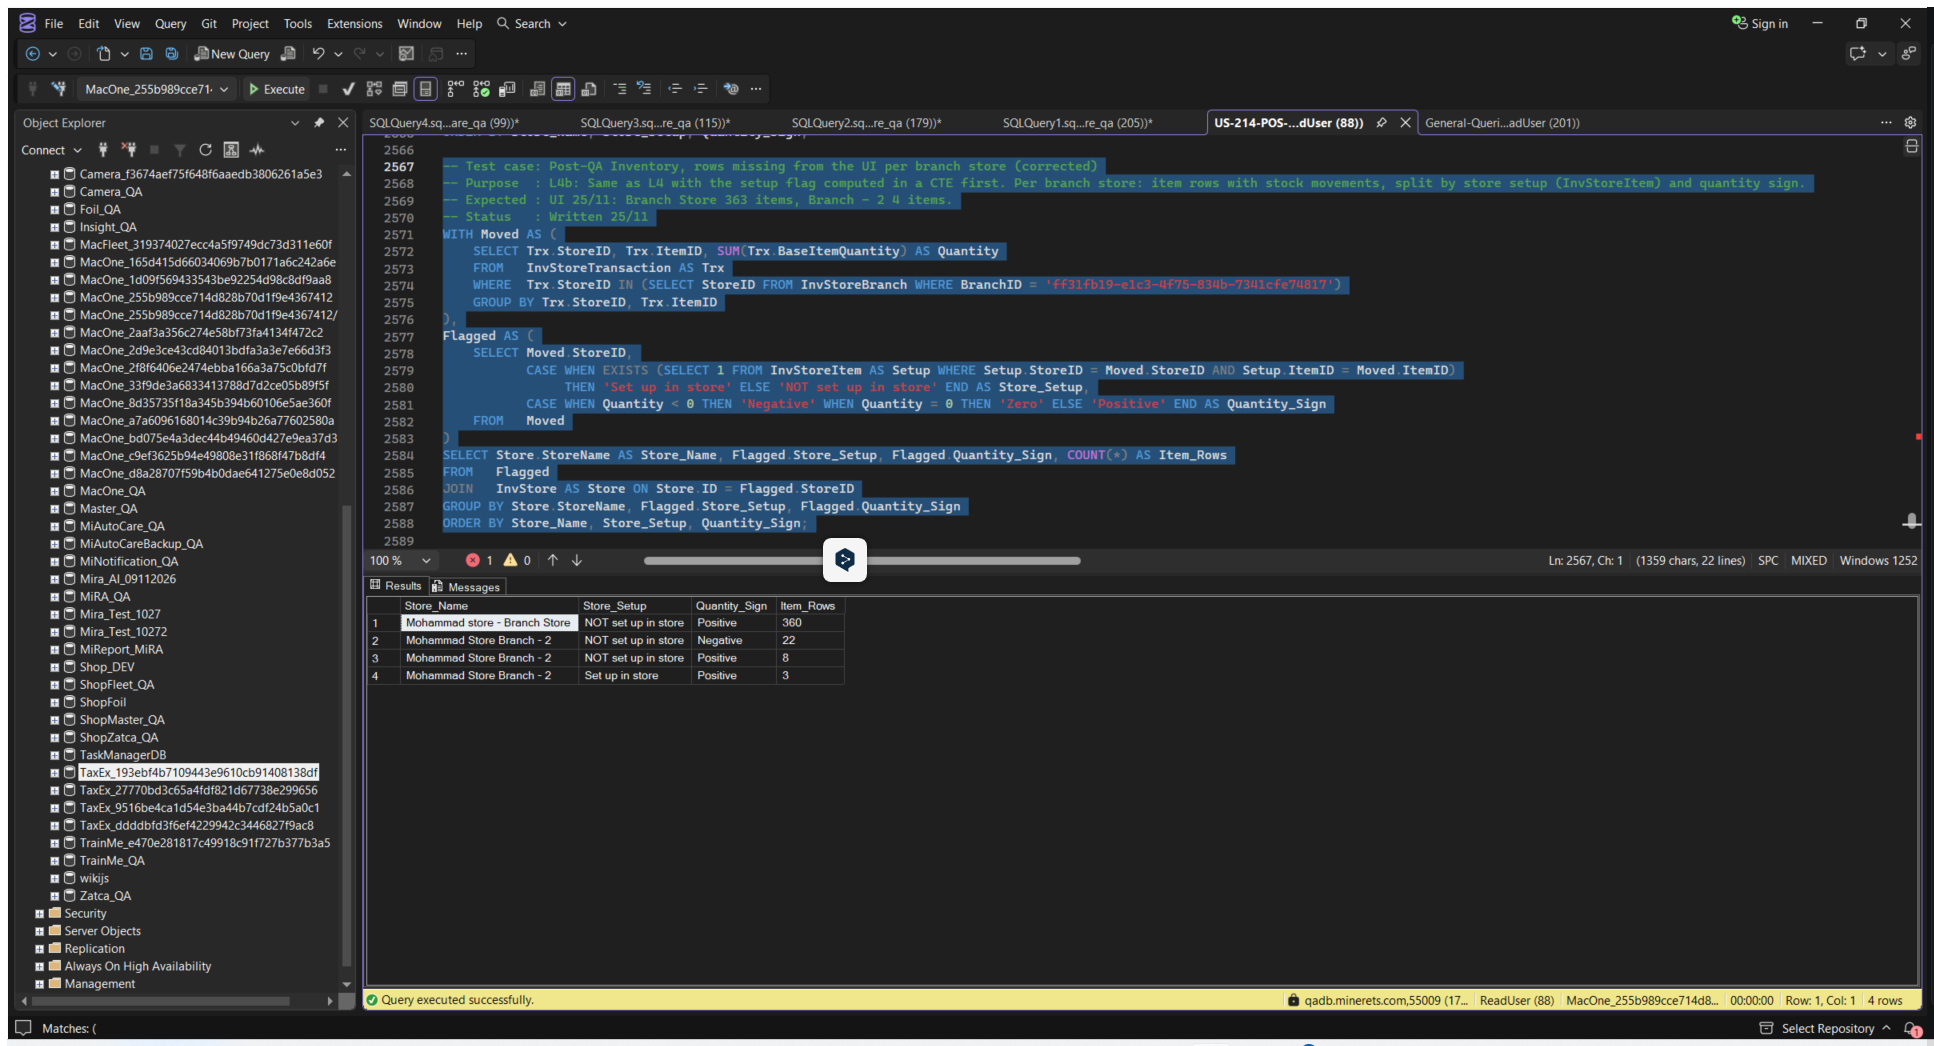 File Edit View Query Git Project Tools Extensions Window Help Search Sign in
New Query
MacOne_255b989cce71 Execute
Object Explorer
SQLQuery4.sq...are_qa (99))* SQLQuery3.sq...re_qa (115))* SQLQuery2.sq...re_qa (179))* SQLQuery1.sq...re_qa (205))* US-214-POS-...dUser (88)) General-Queri...adUser (201))
Connect
Camera_f3674aef75f648f6aaedb3806261a5e3
Camera_QA
Foil_QA
Insight_QA
MacFleet_319374027ecc4a5f9749dc73d311e60f
MacOne_165d415d66034069b7b0171a6c242a6e
MacOne_1d09f569433543be92254d98c8df9aa8
MacOne_255b989cce714d828b70d1f9e4367412
MacOne_255b989cce714d828b70d1f9e4367412/
MacOne_2aaf3a356c274e58bf73fa4134f472c2
MacOne_2d9e3ce43cd84013bdfa3a3e7e66d3f3
MacOne_2f8f6406e2474ebba166a3a75c0bfd7f
MacOne_33f9de3a6833413788d7d2ce05b89f5f
MacOne_8d35735f18a345b394b60106e5ae360f
MacOne_a7a6096168014c39b94b26a77602580a
MacOne_bd075e4a3dec44b49460d427e9ea37d3
MacOne_c9ef3625b94e49808e31f868f47b8df4
MacOne_d8a28707f59b4b0dae641275e0e8d052
MacOne_QA
Master_QA
MiAutoCare_QA
MiAutoCareBackup_QA
MiNotification_QA
Mira_AI_09112026
MiRA_QA
Mira_Test_1027
Mira_Test_10272
MiReport_MiRA
Shop_DEV
ShopFleet_QA
ShopFoil
ShopMaster_QA
ShopZatca_QA
TaskManagerDB
TaxEx_193ebf4b7109443e9610cb91408138df
TaxEx_27770bd3c65a4fdf821d67738e299656
TaxEx_9516be4ca1d54e3ba44b7cdf24b5a0c1
TaxEx_ddddbfd3f6ef4229942c3446827f9ac8
TrainMe_e470e281817c49918c91f727b377b3a5
TrainMe_QA
wikijs
Zatca_QA
Security
Server Objects
Replication
Always On High Availability
Management
2566
2567 -- Test case: Post-QA Inventory, rows missing from the UI per branch store (corrected)
2568 -- Purpose : L4b: Same as L4 with the setup flag computed in a CTE first. Per branch store: item rows with stock movements, split by store setup (InvStoreItem) and quantity sign.
2569 -- Expected : UI 25/11: Branch Store 363 items, Branch - 2 4 items.
2570 -- Status : Written 25/11
2571 WITH Moved AS (
2572 SELECT Trx.StoreID, Trx.ItemID, SUM(Trx.BaseItemQuantity) AS Quantity
2573 FROM InvStoreTransaction AS Trx
2574 WHERE Trx.StoreID IN (SELECT StoreID FROM InvStoreBranch WHERE BranchID = 'ff31fb19-e1c3-4f75-834b-7341cfe74817')
2575 GROUP BY Trx.StoreID, Trx.ItemID
2576 ),
2577 Flagged AS (
2578 SELECT Moved.StoreID,
2579 CASE WHEN EXISTS (SELECT 1 FROM InvStoreItem AS Setup WHERE Setup.StoreID = Moved.StoreID AND Setup.ItemID = Moved.ItemID)
2580 THEN 'Set up in store' ELSE 'NOT set up in store' END AS Store_Setup,
2581 CASE WHEN Quantity < 0 THEN 'Negative' WHEN Quantity = 0 THEN 'Zero' ELSE 'Positive' END AS Quantity_Sign
2582 FROM Moved
2583 )
2584 SELECT Store.StoreName AS Store_Name, Flagged.Store_Setup, Flagged.Quantity_Sign, COUNT(*) AS Item_Rows
2585 FROM Flagged
2586 JOIN InvStore AS Store ON Store.ID = Flagged.StoreID
2587 GROUP BY Store.StoreName, Flagged.Store_Setup, Flagged.Quantity_Sign
2588 ORDER BY Store_Name, Store_Setup, Quantity_Sign;
2589
100 % 1 0 Ln: 2567, Ch: 1 (1359 chars, 22 lines) SPC MIXED Windows 1252
Results Messages
Store_Name Store_Setup Quantity_Sign Item_Rows
1 Mohammad store - Branch Store NOT set up in store Positive 360
2 Mohammad Store Branch - 2 NOT set up in store Negative 22
3 Mohammad Store Branch - 2 NOT set up in store Positive 8
4 Mohammad Store Branch - 2 Set up in store Positive 3
Query executed successfully. qadb.minerets.com,55009 (17... ReadUser (88) MacOne_255b989cce714d8... 00:00:00 Row: 1, Col: 1 4 rows
Matches: ( Select Repository 1